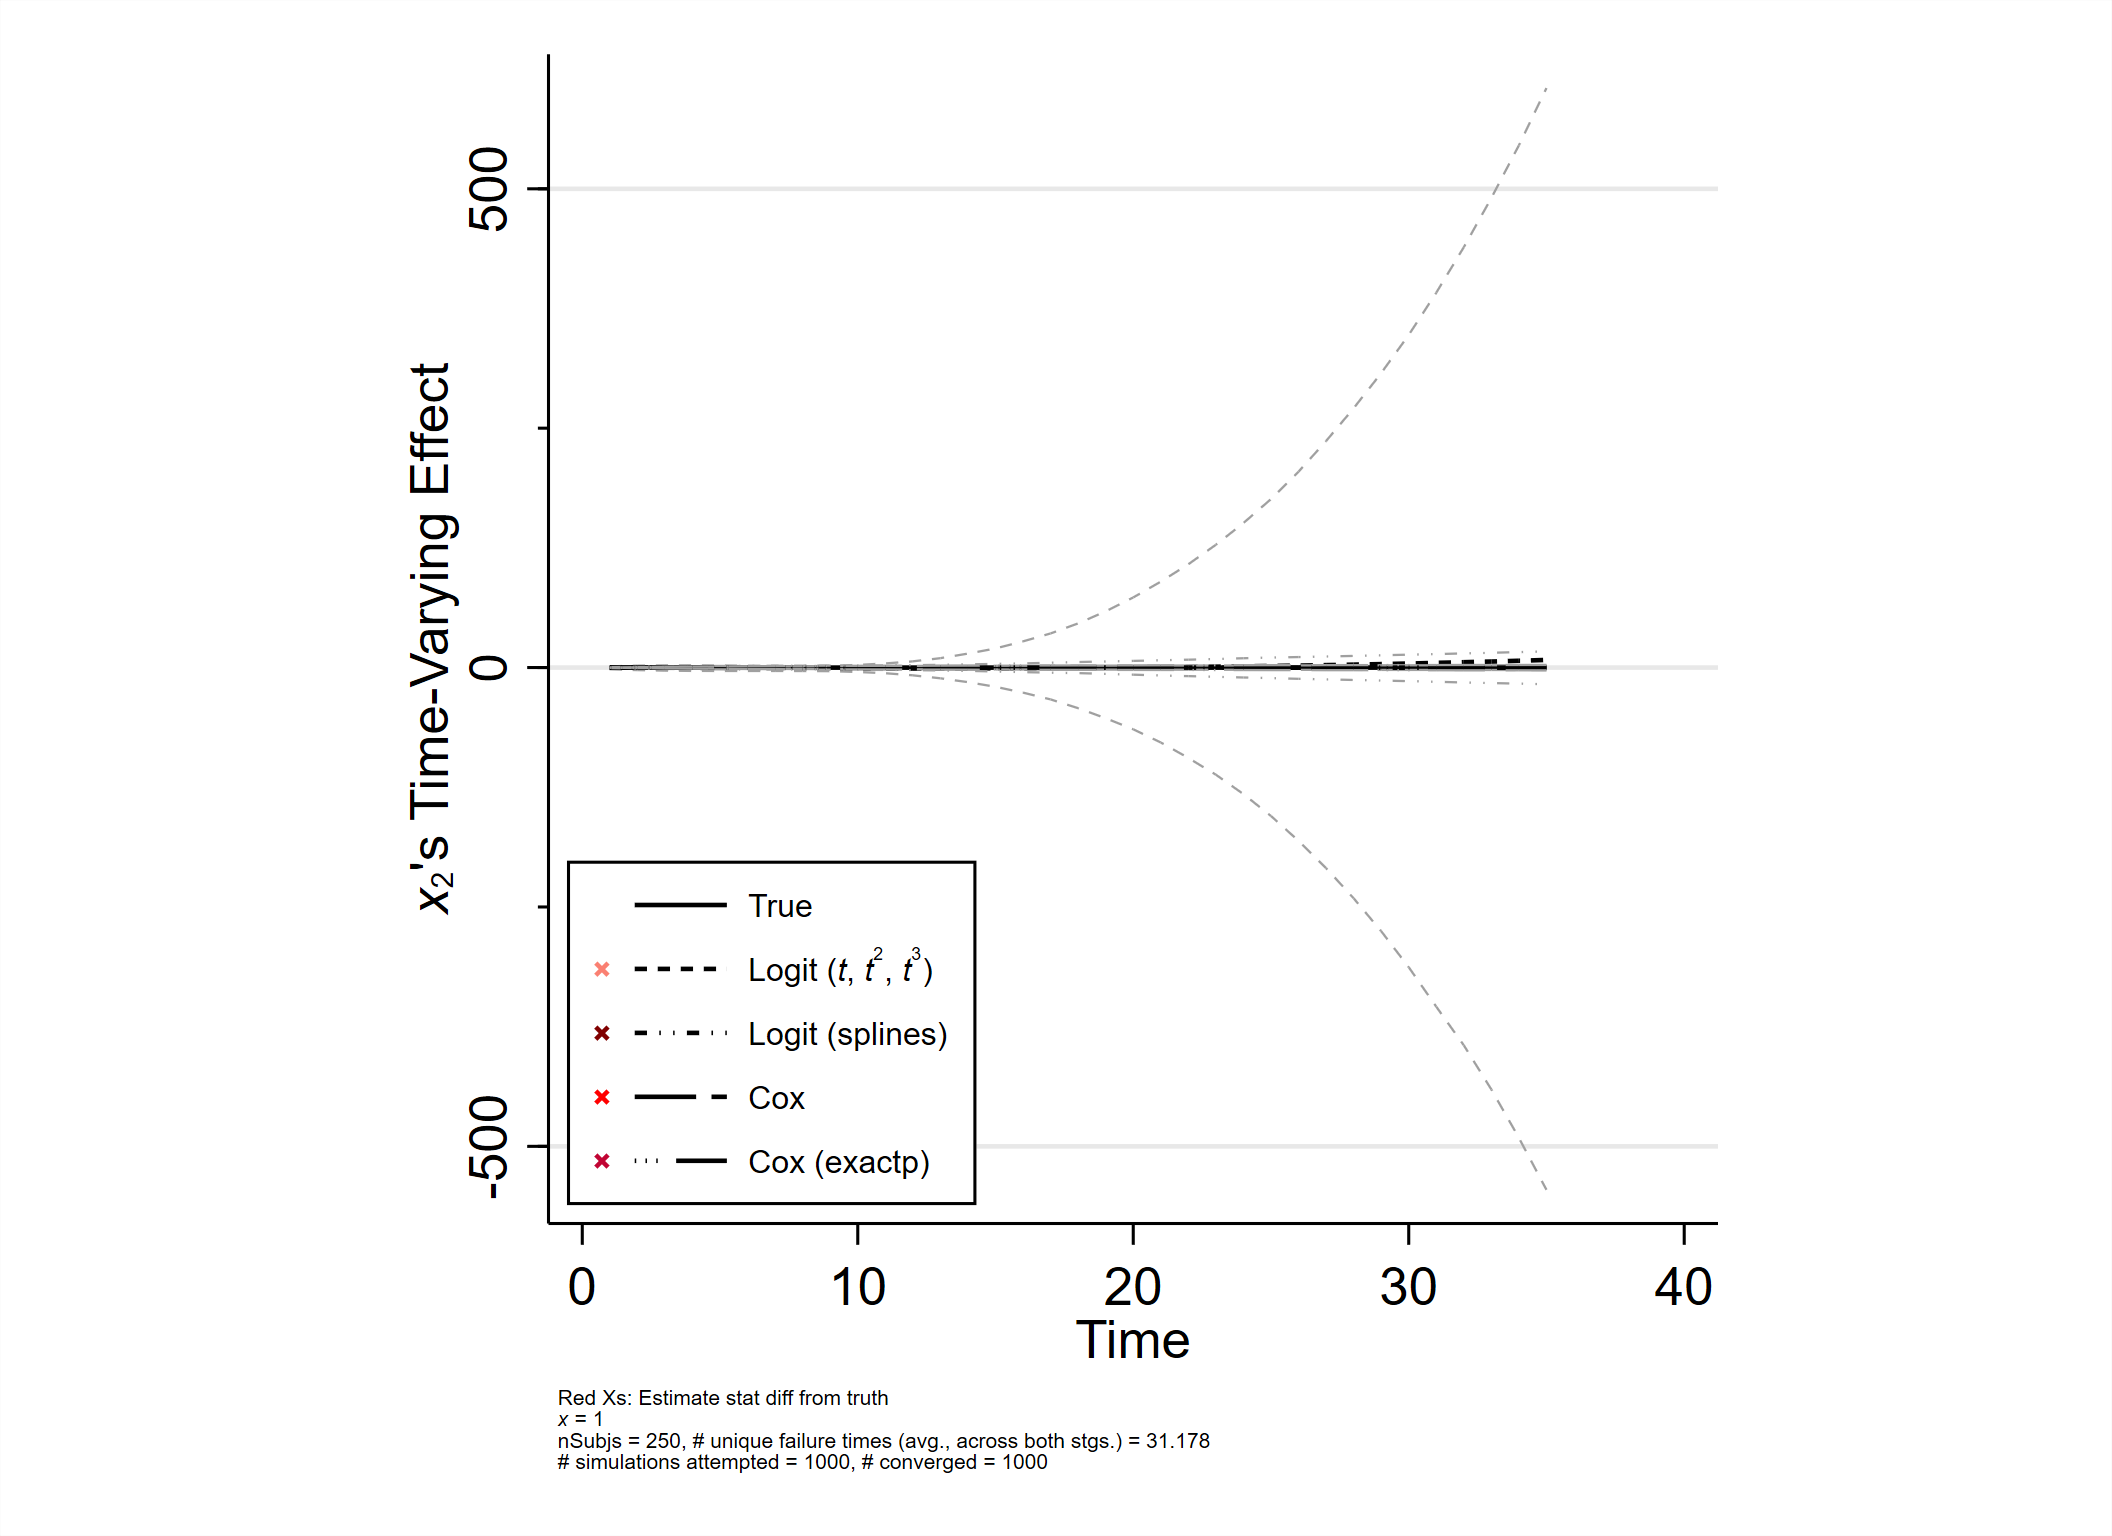 x₂'s Time-Varying Effect
500
0
-500
True
Logit (t, t², t³)
Logit (splines)
Cox
Cox (exactp)
0 10 20 30 40
Time
Red Xs: Estimate stat diff from truth
x = 1
nSubjs = 250, # unique failure times (avg., across both stgs.) = 31.178
# simulations attempted = 1000, # converged = 1000